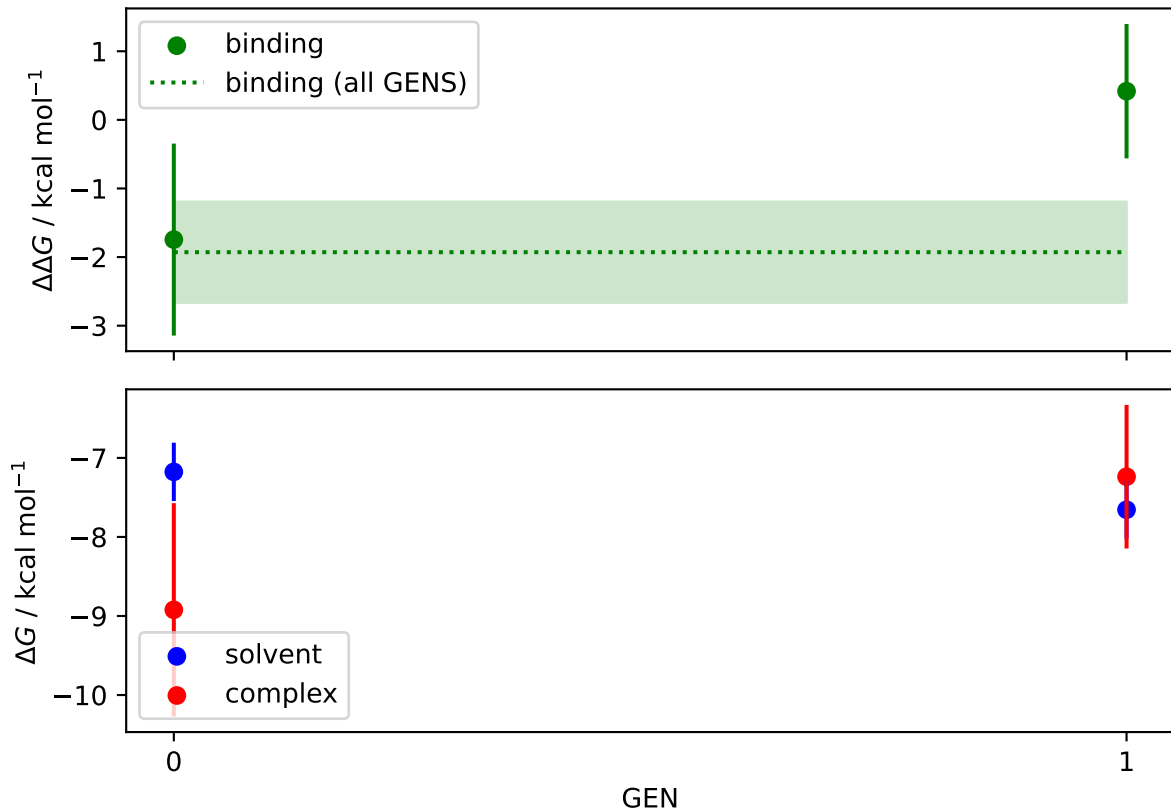 binding
binding (all GENS)
1
0
−1
−2
−3
ΔΔG / kcal mol⁻¹
−7
−8
−9
−10
ΔG / kcal mol⁻¹
solvent
complex
0
1
GEN